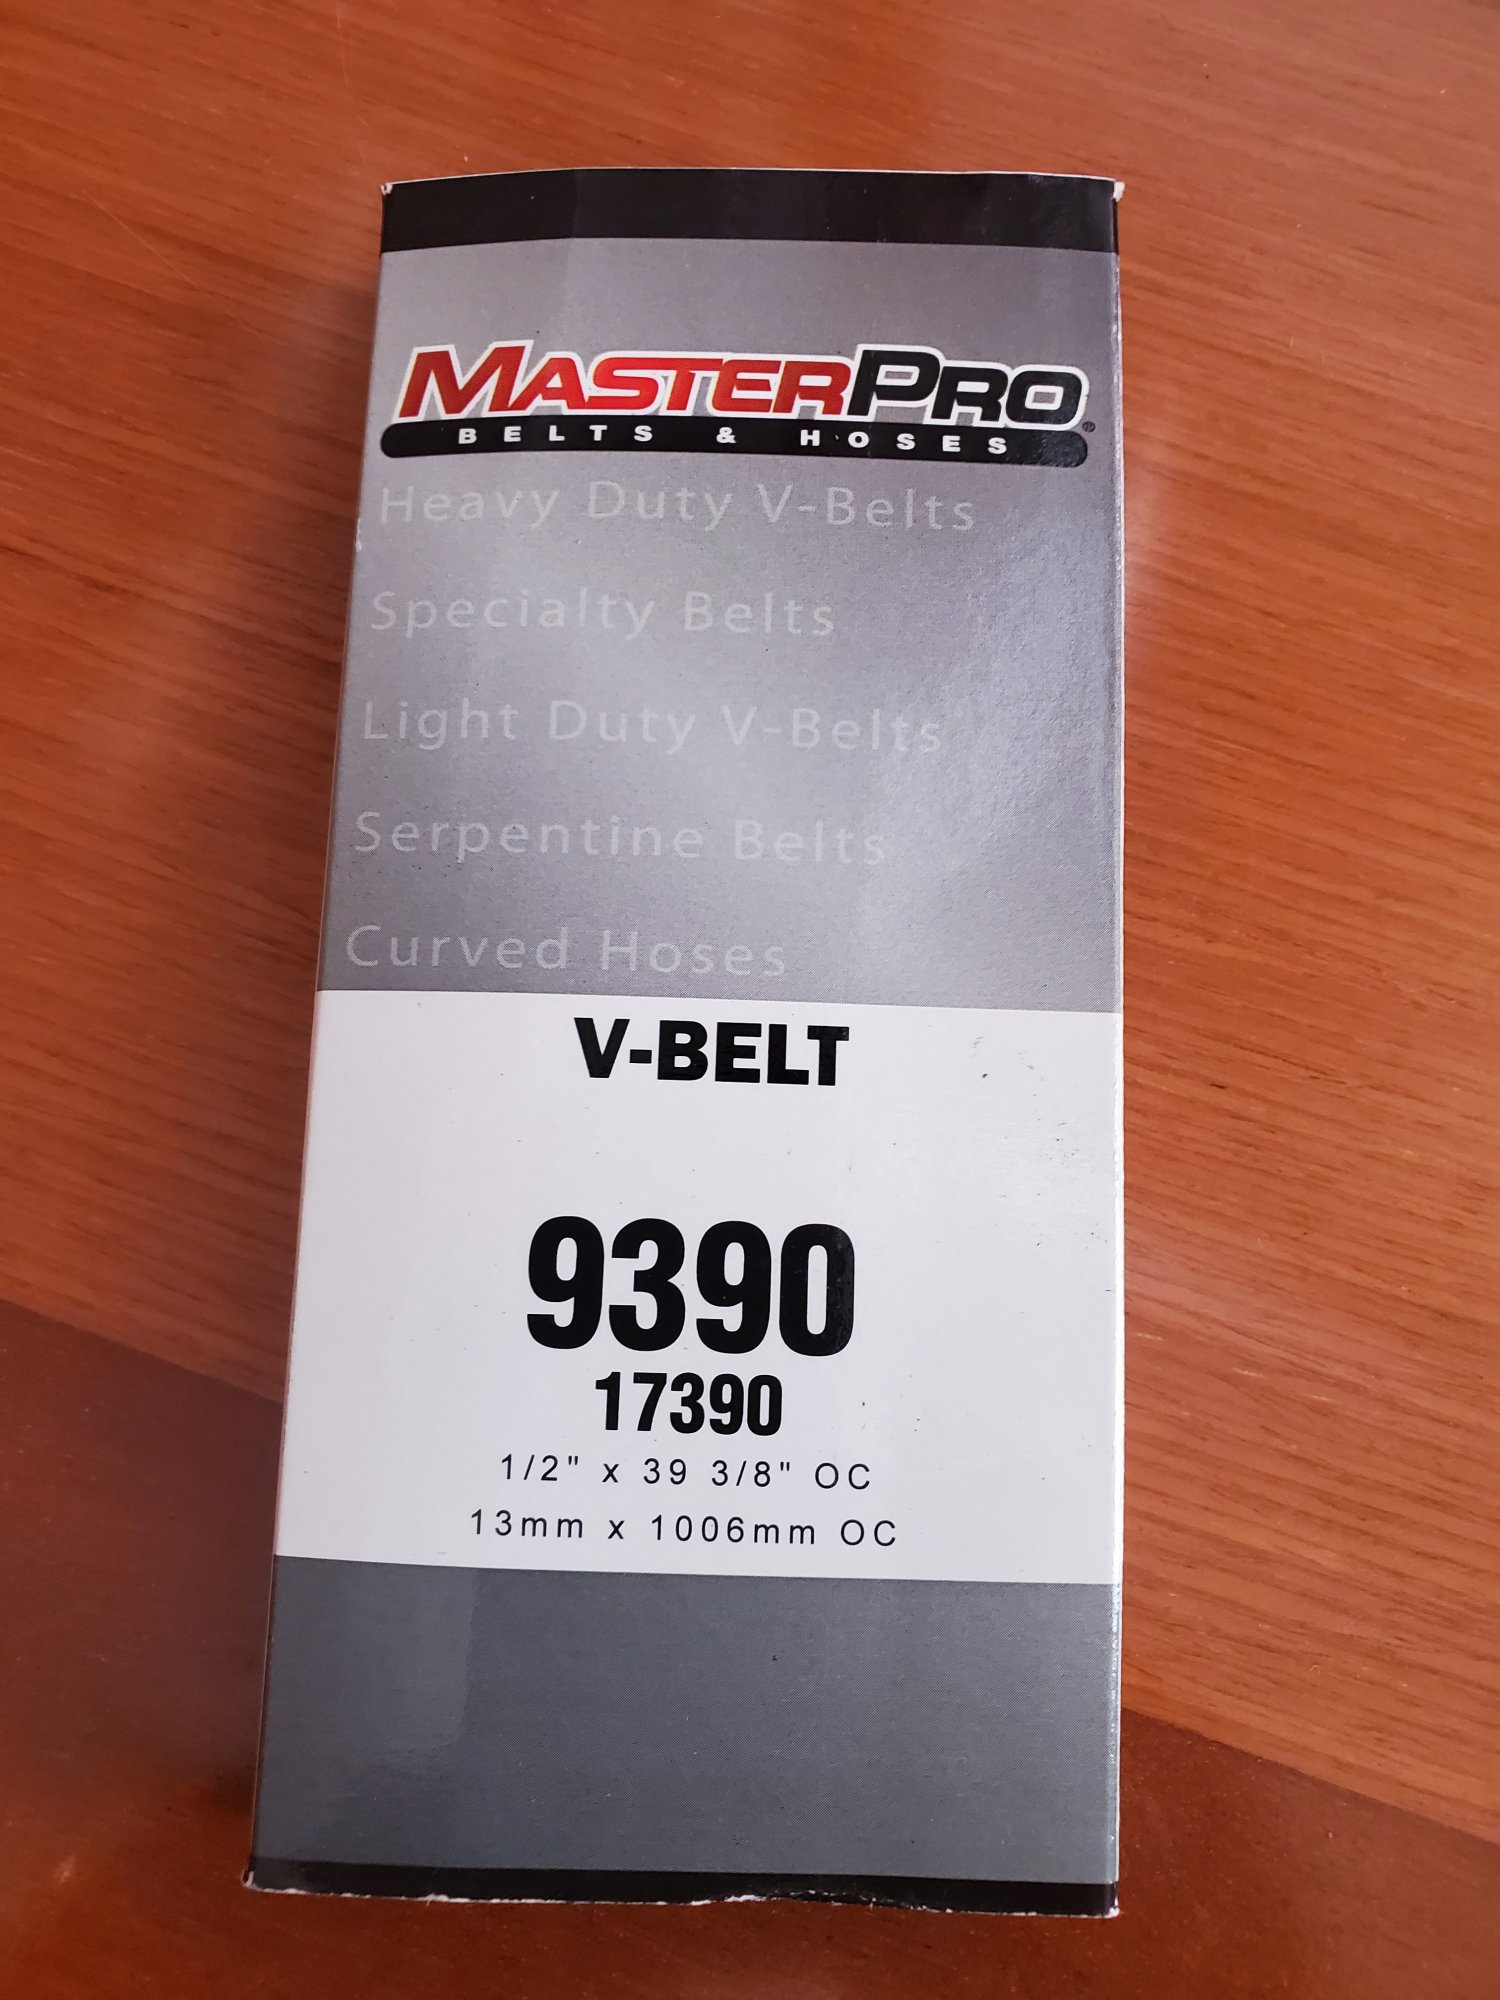 MASTERPRO®
BELTS & HOSES
Heavy Duty V-Belts
Specialty Belts
Light Duty V-Belts
Serpentine Belts
Curved Hoses
V-BELT
9390
17390
1/2" x 39 3/8" OC
13mm x 1006mm OC